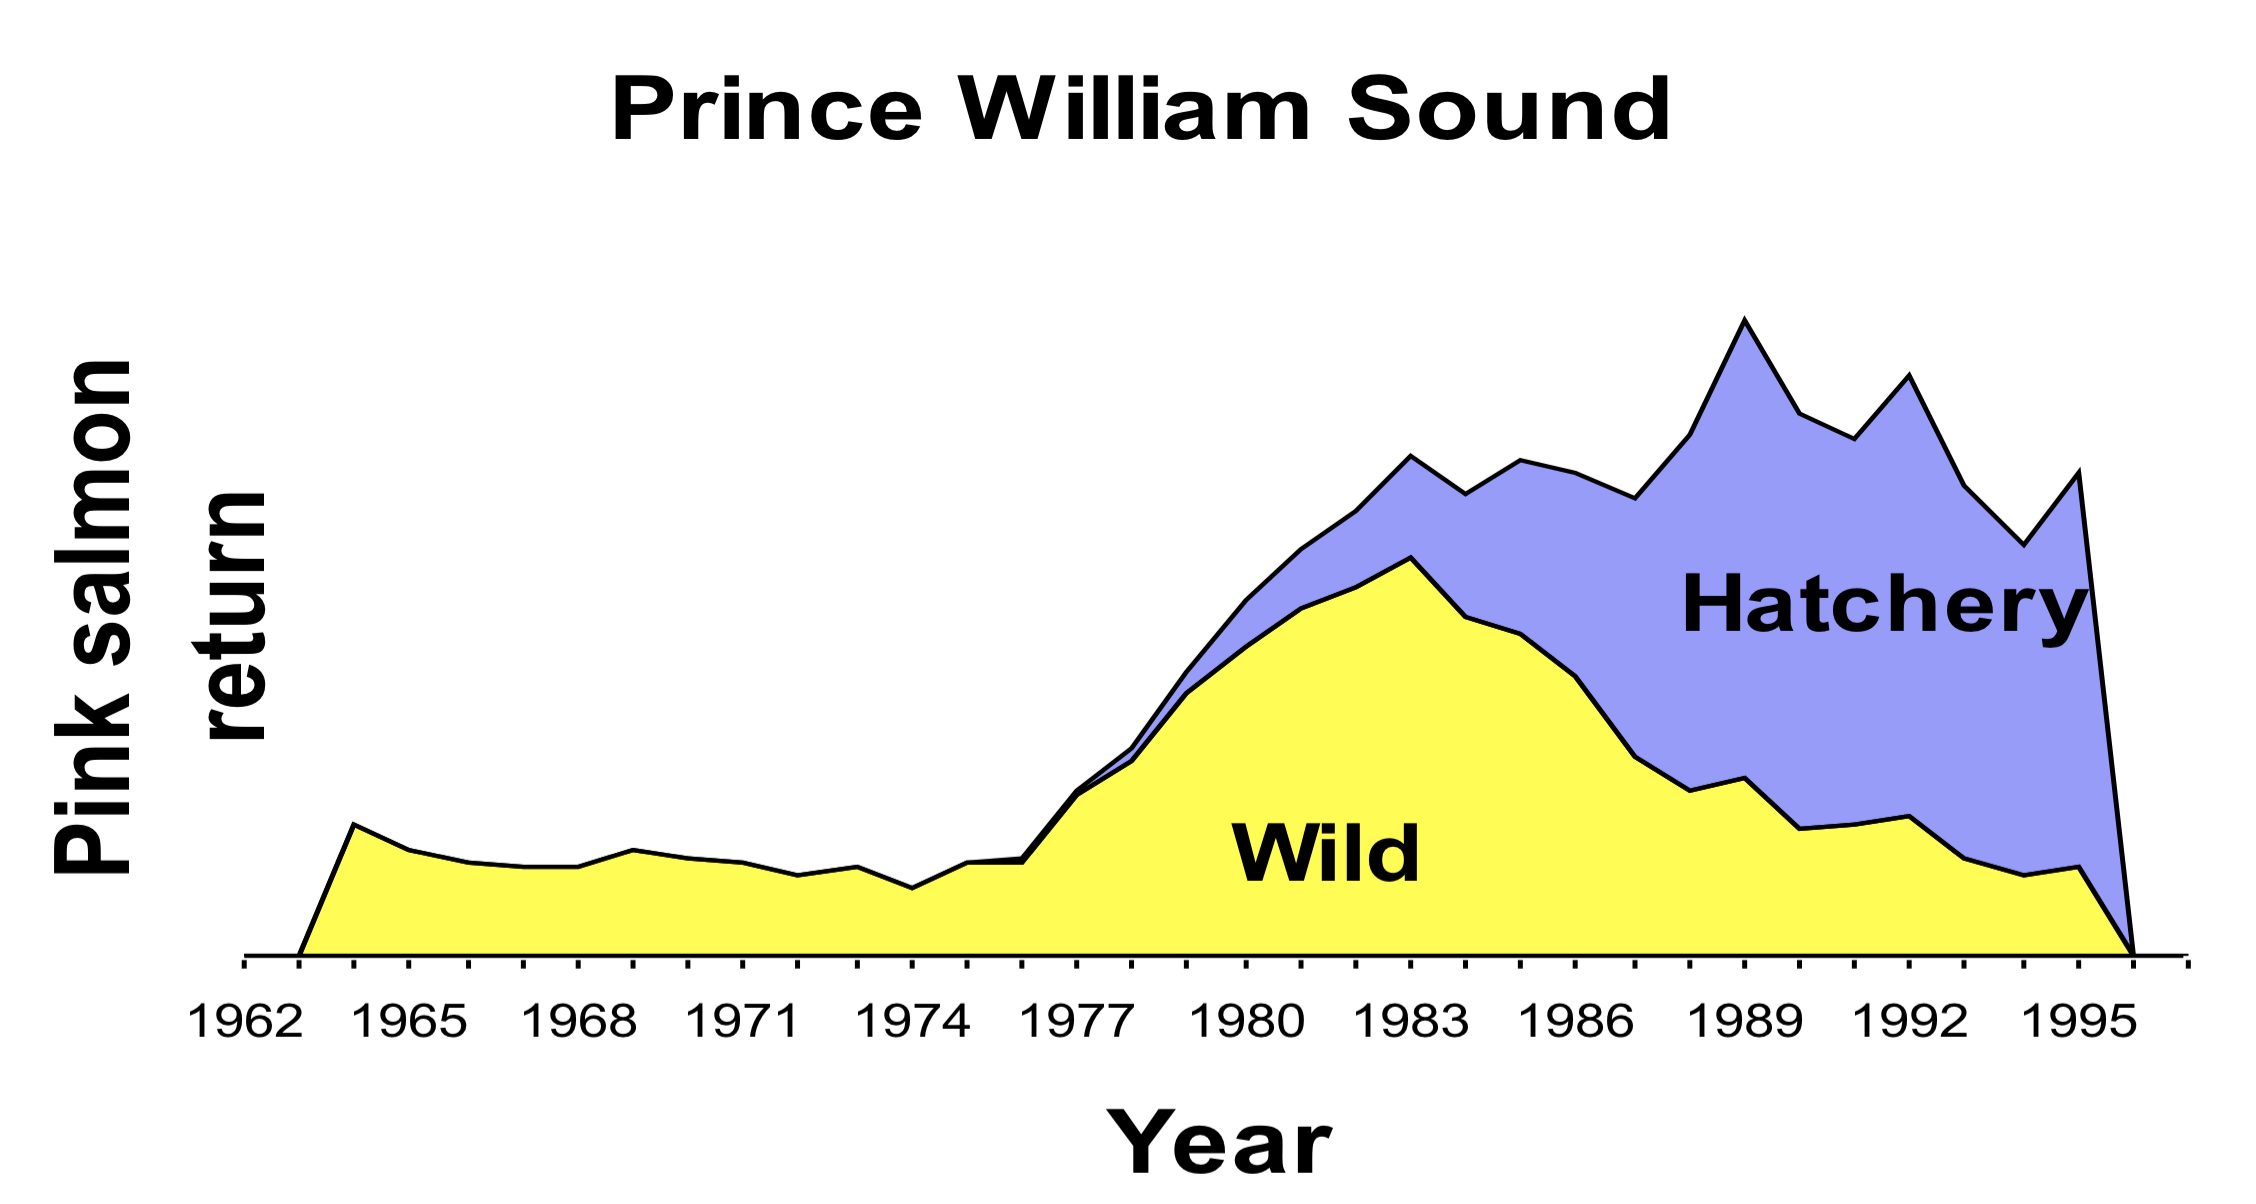 Prince William Sound
Pink salmon
return
Hatchery
Wild
1962 1965 1968 1971 1974 1977 1980 1983 1986 1989 1992 1995
Year